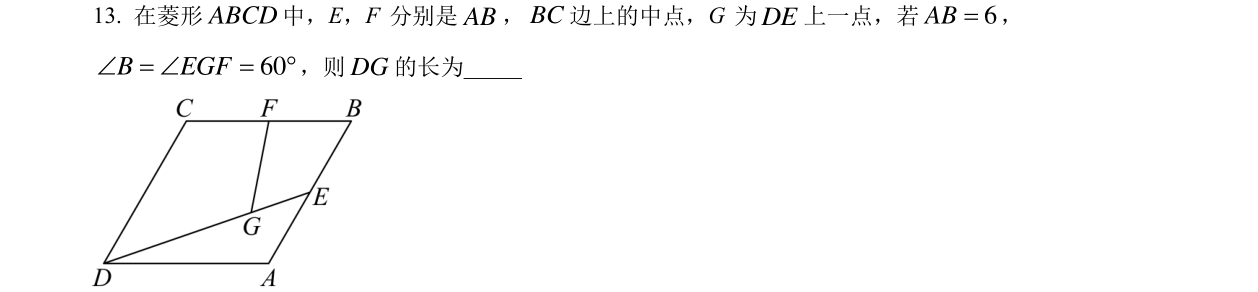 13. 在菱形 ABCD 中，E，F 分别是 AB ， BC 边上的中点，G 为 DE 上一点，若 AB = 6，
∠B = ∠EGF = 60°，则 DG 的长为_____
C F B
E
G
D A